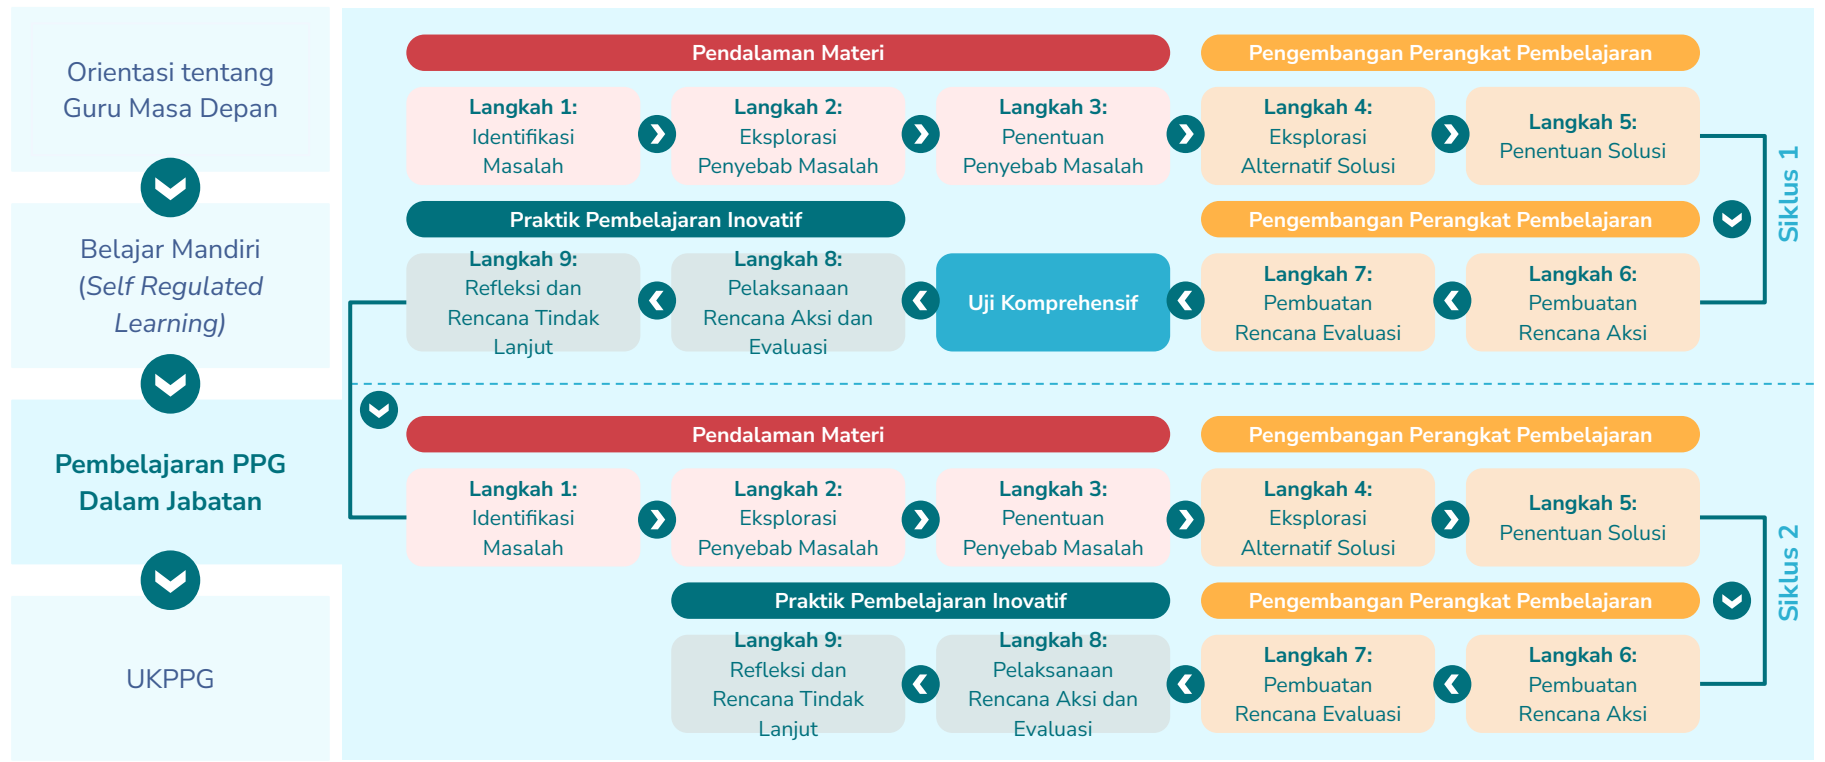 Orientasi tentang
Guru Masa Depan
Belajar Mandiri
(Self Regulated
Learning)
Pembelajaran PPG
Dalam Jabatan
UKPPG
Pendalaman Materi
Pengembangan Perangkat Pembelajaran
Langkah 1:
Identifikasi
Masalah
Langkah 2:
Eksplorasi
Penyebab Masalah
Langkah 3:
Penentuan
Penyebab Masalah
Langkah 4:
Eksplorasi
Alternatif Solusi
Langkah 5:
Penentuan Solusi
Siklus 1
Praktik Pembelajaran Inovatif
Pengembangan Perangkat Pembelajaran
Langkah 9:
Refleksi dan
Rencana Tindak
Lanjut
Langkah 8:
Pelaksanaan
Rencana Aksi dan
Evaluasi
Uji Komprehensif
Langkah 7:
Pembuatan
Rencana Evaluasi
Langkah 6:
Pembuatan
Rencana Aksi
Pendalaman Materi
Pengembangan Perangkat Pembelajaran
Langkah 1:
Identifikasi
Masalah
Langkah 2:
Eksplorasi
Penyebab Masalah
Langkah 3:
Penentuan
Penyebab Masalah
Langkah 4:
Eksplorasi
Alternatif Solusi
Langkah 5:
Penentuan Solusi
Siklus 2
Praktik Pembelajaran Inovatif
Pengembangan Perangkat Pembelajaran
Langkah 9:
Refleksi dan
Rencana Tindak
Lanjut
Langkah 8:
Pelaksanaan
Rencana Aksi dan
Evaluasi
Langkah 7:
Pembuatan
Rencana Evaluasi
Langkah 6:
Pembuatan
Rencana Aksi